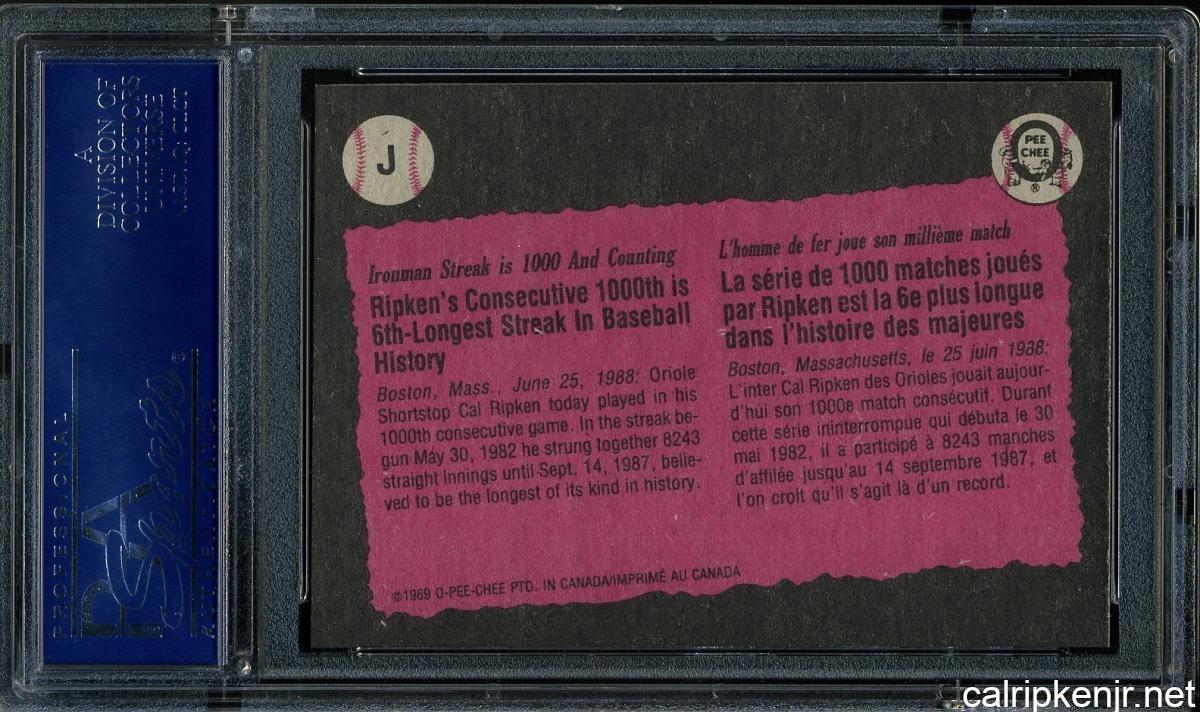 A
DIVISION OF
COLLECTORS
UNIVERSE
NASDAQ: CLCT
PROFESSIONAL
PSA
Sports
®
J
O
PEE
CHEE
®
Ironman Streak is 1000 And Counting
Ripken's Consecutive 1000th is
6th-Longest Streak In Baseball
History
Boston, Mass., June 25, 1988: Oriole
Shortstop Cal Ripken today played in his
1000th consecutive game. In the streak be-
gun May 30, 1982 he strung together 8243
straight innings until Sept. 14, 1987, belie-
ved to be the longest of its kind in history.
L'homme de fer joue son millième match
La série de 1000 matches joués
par Ripken est la 6e plus longue
dans l'histoire des majeures
Boston, Massachusetts, le 25 juin 1988:
L'inter Cal Ripken des Orioles jouait aujour-
d'hui son 1000e match consécutif. Durant
cette série ininterrompue qui débuta le 30
mai 1982, il a participé à 8243 manches
d'affilée jusqu'au 14 septembre 1987, et
l'on croit qu'il s'agit là d'un record.
©1989 O-PEE-CHEE PTD. IN CANADA/IMPRIMÉ AU CANADA
calripkenjr.net